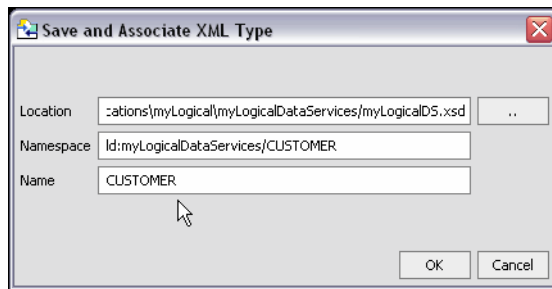 Save and Associate XML Type
Location :ations\myLogical\myLogicalDataServices/myLogicalDS.xsd ..
Namespace ld:myLogicalDataServices/CUSTOMER
Name CUSTOMER
OK Cancel